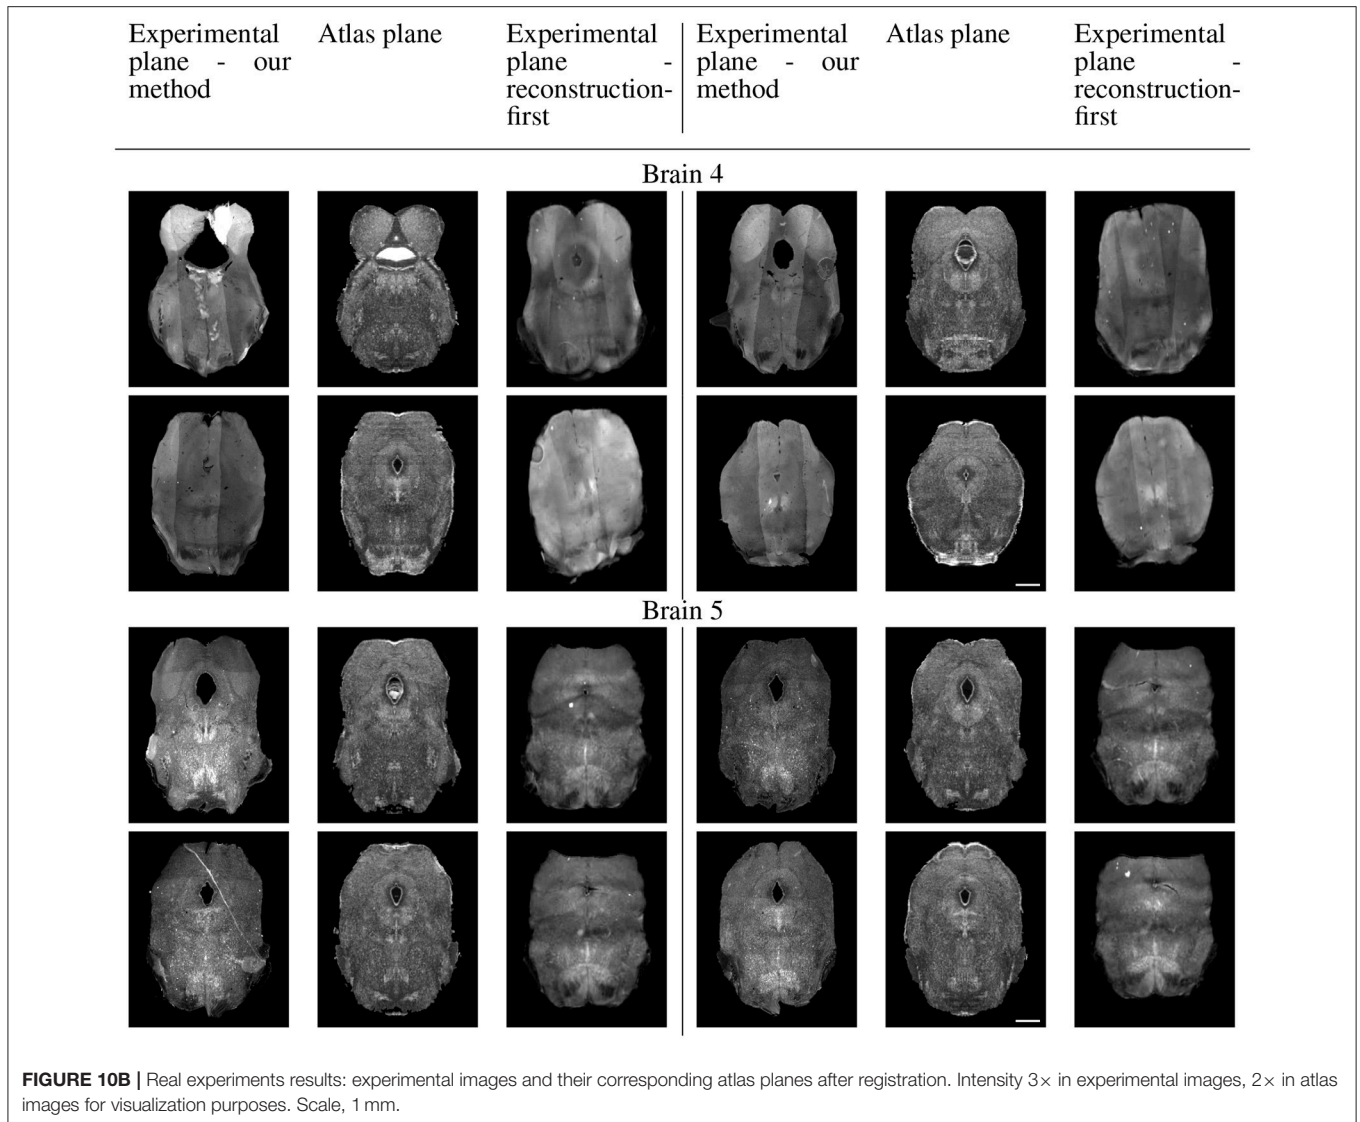 Experimental plane - our method
Atlas plane
Experimental plane - reconstruction-first
Experimental plane - our method
Atlas plane
Experimental plane - reconstruction-first
Brain 4
Brain 5
FIGURE 10B | Real experiments results: experimental images and their corresponding atlas planes after registration. Intensity 3× in experimental images, 2× in atlas
images for visualization purposes. Scale, 1 mm.